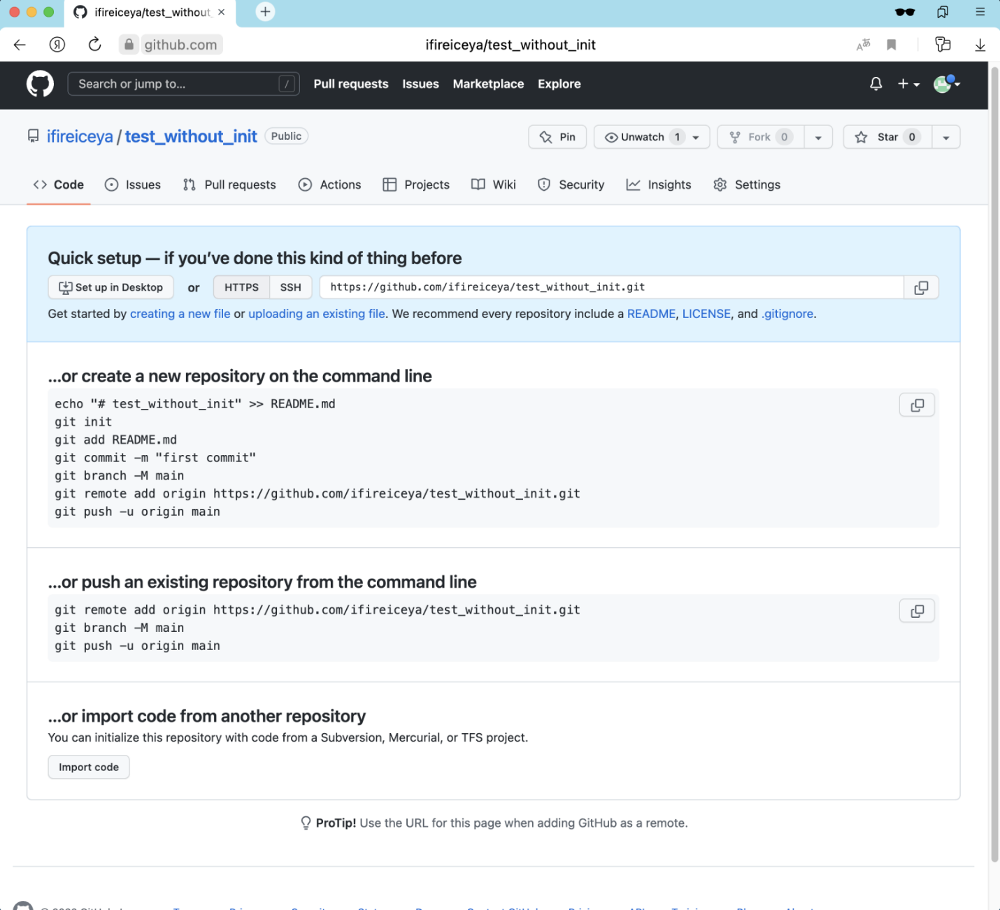 ifireiceya/test_without_
github.com
ifireiceya/test_without_init
Search or jump to...
/
Pull requests
Issues
Marketplace
Explore
ifireiceya / test_without_init
Public
Pin
Unwatch 1
Fork 0
Star 0
Code
Issues
Pull requests
Actions
Projects
Wiki
Security
Insights
Settings
Quick setup — if you’ve done this kind of thing before
Set up in Desktop or HTTPS SSH https://github.com/ifireiceya/test_without_init.git
Get started by creating a new file or uploading an existing file. We recommend every repository include a README, LICENSE, and .gitignore.
...or create a new repository on the command line
echo "# test_without_init" >> README.md
git init
git add README.md
git commit -m "first commit"
git branch -M main
git remote add origin https://github.com/ifireiceya/test_without_init.git
git push -u origin main
...or push an existing repository from the command line
git remote add origin https://github.com/ifireiceya/test_without_init.git
git branch -M main
git push -u origin main
...or import code from another repository
You can initialize this repository with code from a Subversion, Mercurial, or TFS project.
Import code
ProTip! Use the URL for this page when adding GitHub as a remote.